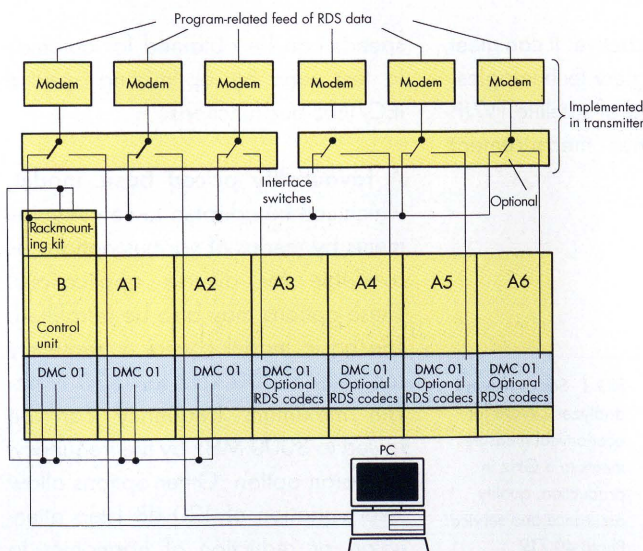 Program-related feed of RDS data
Modem
Modem
Modem
Modem
Modem
Modem
Implemented
in transmitter
Interface
switches
Optional
Rackmount-
ing kit
B
A1
A2
A3
A4
A5
A6
Control
unit
DMC 01
DMC 01
DMC 01
DMC 01
Optional
RDS codecs
DMC 01
Optional
RDS codecs
DMC 01
Optional
RDS codecs
DMC 01
Optional
RDS codecs
PC